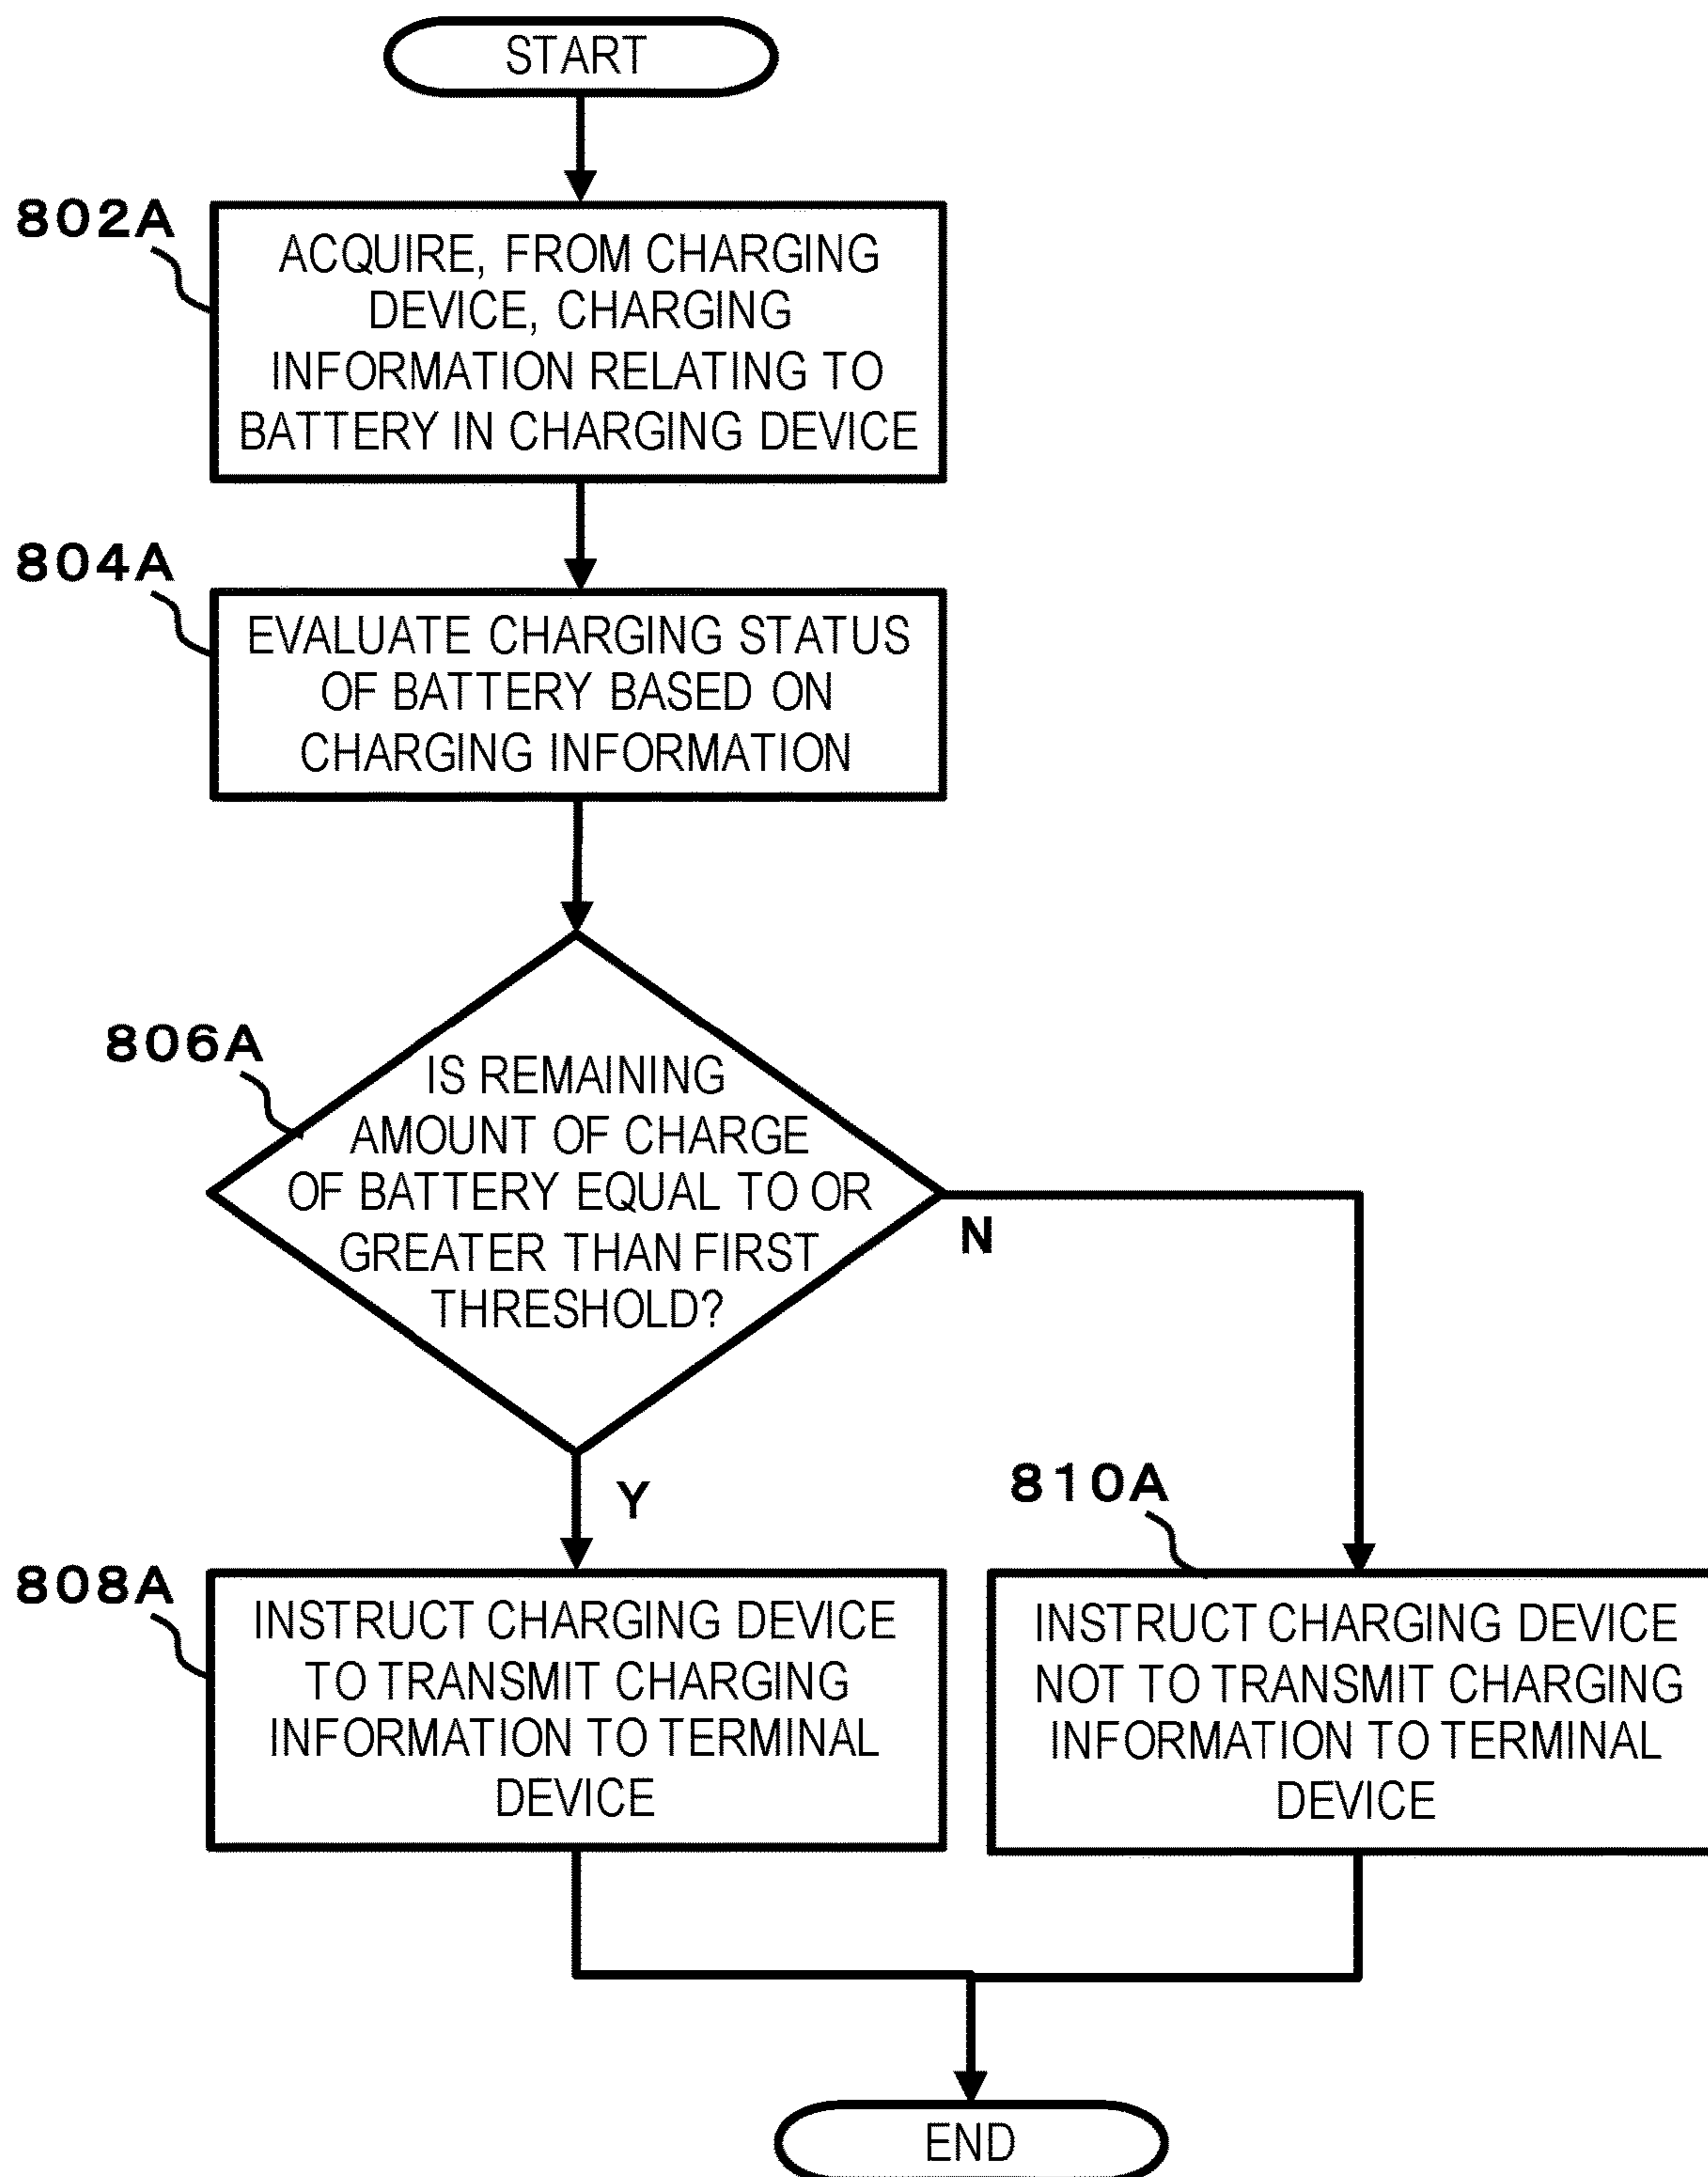 START
802A
ACQUIRE, FROM CHARGING
DEVICE, CHARGING
INFORMATION RELATING TO
BATTERY IN CHARGING DEVICE
804A
EVALUATE CHARGING STATUS
OF BATTERY BASED ON
CHARGING INFORMATION
806A
IS REMAINING
AMOUNT OF CHARGE
OF BATTERY EQUAL TO OR
GREATER THAN FIRST
THRESHOLD?
N
Y
808A
INSTRUCT CHARGING DEVICE
TO TRANSMIT CHARGING
INFORMATION TO TERMINAL
DEVICE
810A
INSTRUCT CHARGING DEVICE
NOT TO TRANSMIT CHARGING
INFORMATION TO TERMINAL
DEVICE
END